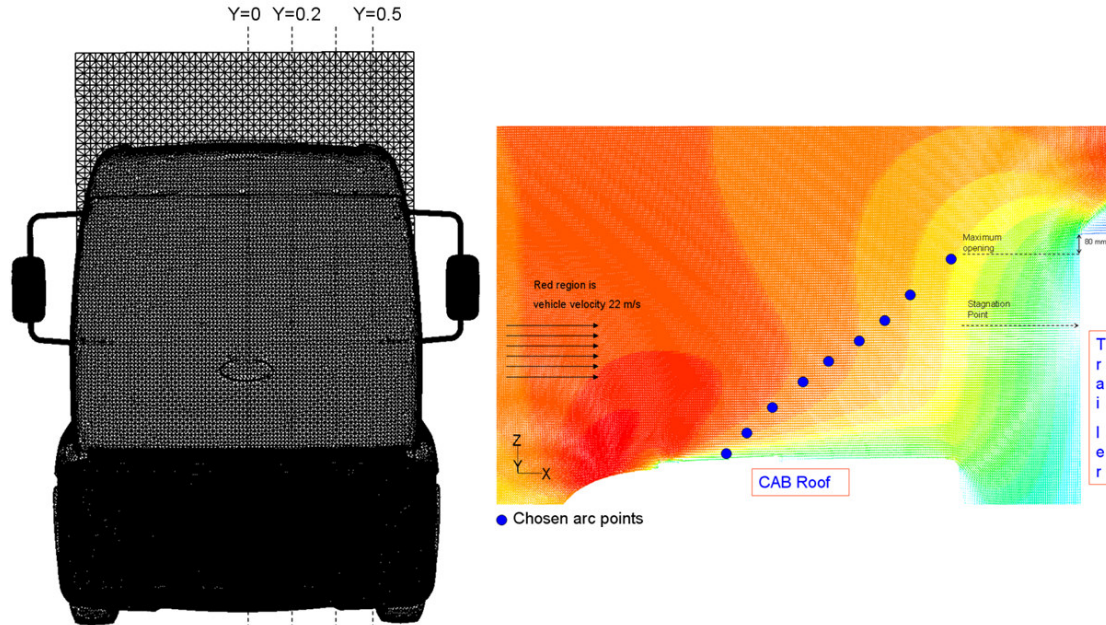 Y=0 Y=0.2 Y=0.5
Maximum
opening
80 mm
Red region is
vehicle velocity 22 m/s
Stagnation
Point
T
r
a
i
l
e
r
Z
Y
X
CAB Roof
Chosen arc points